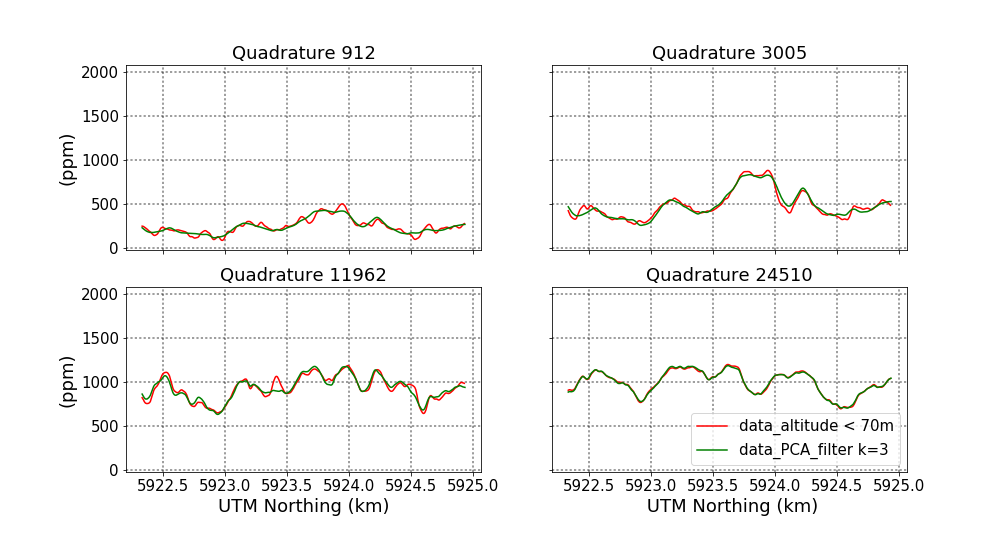 Quadrature 912
Quadrature 3005
2000
1500
1000
500
0
(ppm)
Quadrature 11962
Quadrature 24510
2000
1500
1000
500
0
(ppm)
data_altitude < 70m
data_PCA_filter k=3
5922.5 5923.0 5923.5 5924.0 5924.5 5925.0
5922.5 5923.0 5923.5 5924.0 5924.5 5925.0
UTM Northing (km)
UTM Northing (km)